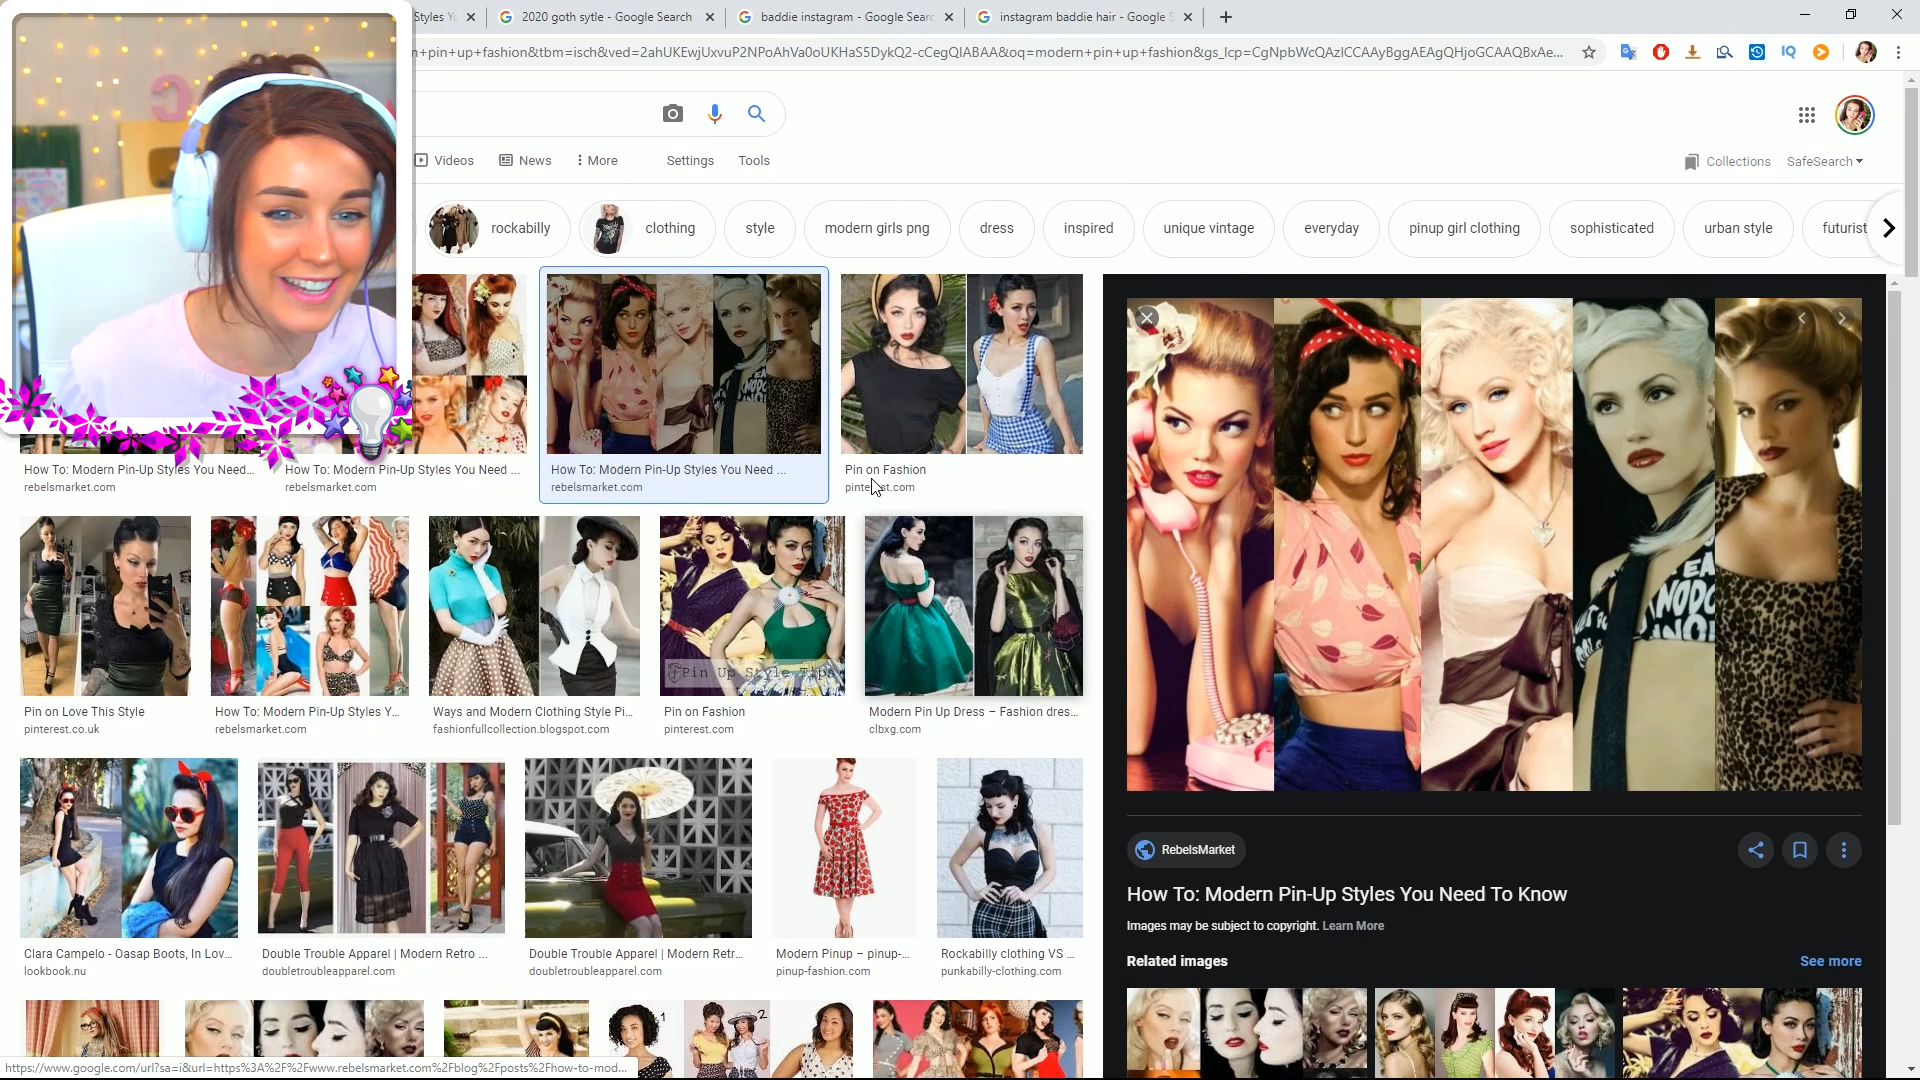 Styles Yo
2020 goth sytle - Google Search
baddie instagram - Google Searc
instagram baddie hair - Google S
n+pin+up+fashion&tbm=isch&ved=2ahUKEwjUxvuP2NPoAhVa0oUKHaS5DykQ2-cCegQIABAA&oq=modern+pin+up+fashion&gs_lcp=CgNpbWcQAzICCAAyBggAEAgQHjoGCAAQBxAe...
Videos
News
More
Settings
Tools
Collections
SafeSearch
rockabilly
clothing
style
modern girls png
dress
inspired
unique vintage
everyday
pinup girl clothing
sophisticated
urban style
futurist
How To: Modern Pin-Up Styles You Need...
rebelsmarket.com
How To: Modern Pin-Up Styles You Need ...
rebelsmarket.com
How To: Modern Pin-Up Styles You Need ...
rebelsmarket.com
Pin on Fashion
Pin Up Style Tips
Pin on Love This Style
pinterest.co.uk
How To: Modern Pin-Up Styles Y...
rebelsmarket.com
Ways and Modern Clothing Style Pi...
fashionfullcollection.blogspot.com
Pin on Fashion
pinterest.com
Modern Pin Up Dress – Fashion dres...
clbxg.com
Clara Campelo - Oasap Boots, In Lov...
lookbook.nu
Double Trouble Apparel | Modern Retro ...
doubletroubleapparel.com
Double Trouble Apparel | Modern Retr...
doubletroubleapparel.com
Modern Pinup – pinup-...
pinup-fashion.com
Rockabilly clothing VS ...
punkabilly-clothing.com
1
2
RebelsMarket
How To: Modern Pin-Up Styles You Need To Know
Images may be subject to copyright. Learn More
Related images
See more
https://www.google.com/url?sa=i&url=https%3A%2F%2Fwww.rebelsmarket.com%2Fblog%2Fposts%2Fhow-to-mod...